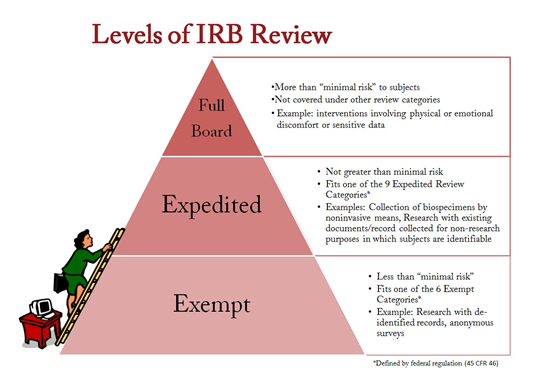 Levels of IRB Review
Full
Board
•More than “minimal risk” to subjects
•Not covered under other review categories
• Example: interventions involving physical or emotional
discomfort or sensitive data
Expedited
• Not greater than minimal risk
• Fits one of the 9 Expedited Review
Categories*
• Examples: Collection of biospecimens by
noninvasive means, Research with existing
documents/record collected for non-research
purposes in which subjects are identifiable
Exempt
• Less than “minimal risk”
• Fits one of the 6 Exempt
Categories*
• Example: Research with de-
identified records, anonymous
surveys
*Defined by federal regulation (45 CFR 46)